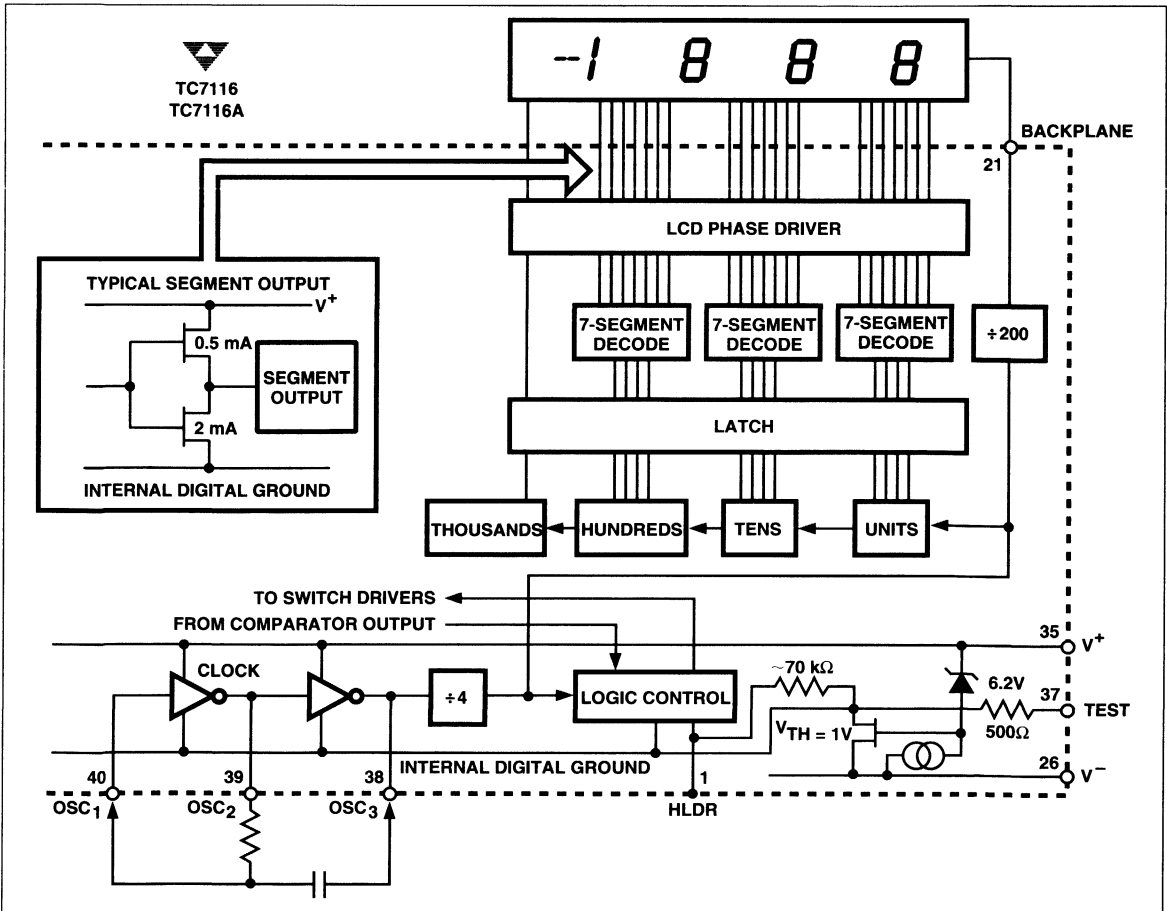 TC7116
TC7116A
-1 8 8 8
BACKPLANE
21
LCD PHASE DRIVER
TYPICAL SEGMENT OUTPUT
V+
0.5 mA
SEGMENT
OUTPUT
2 mA
INTERNAL DIGITAL GROUND
7-SEGMENT
DECODE
7-SEGMENT
DECODE
7-SEGMENT
DECODE
÷200
LATCH
THOUSANDS
HUNDREDS
TENS
UNITS
TO SWITCH DRIVERS
FROM COMPARATOR OUTPUT
CLOCK
÷4
LOGIC CONTROL
~70 kΩ
35
V+
6.2V
37
TEST
500Ω
VTH = 1V
26
V−
INTERNAL DIGITAL GROUND
40
39
38
1
OSC1
OSC2
OSC3
HLDR